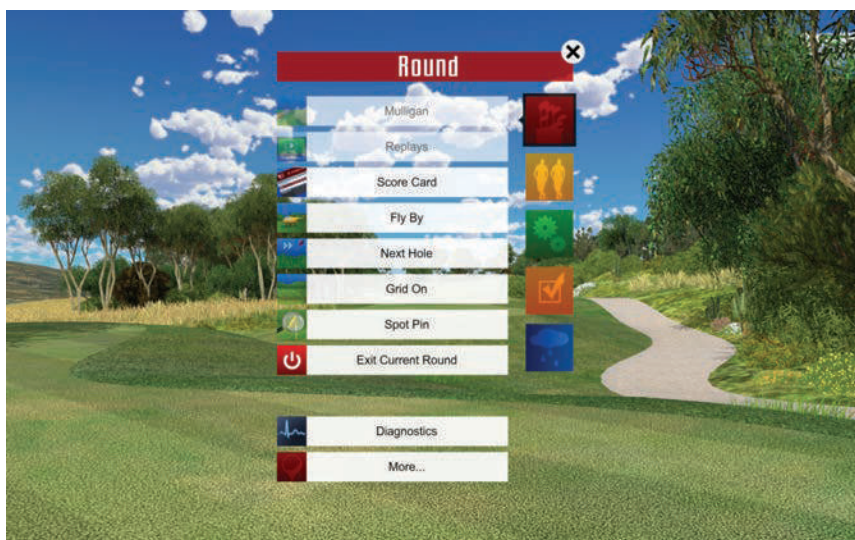 Round
Mulligan
Replays
Score Card
Fly By
Next Hole
Grid On
Spot Pin
Exit Current Round
Diagnostics
More...